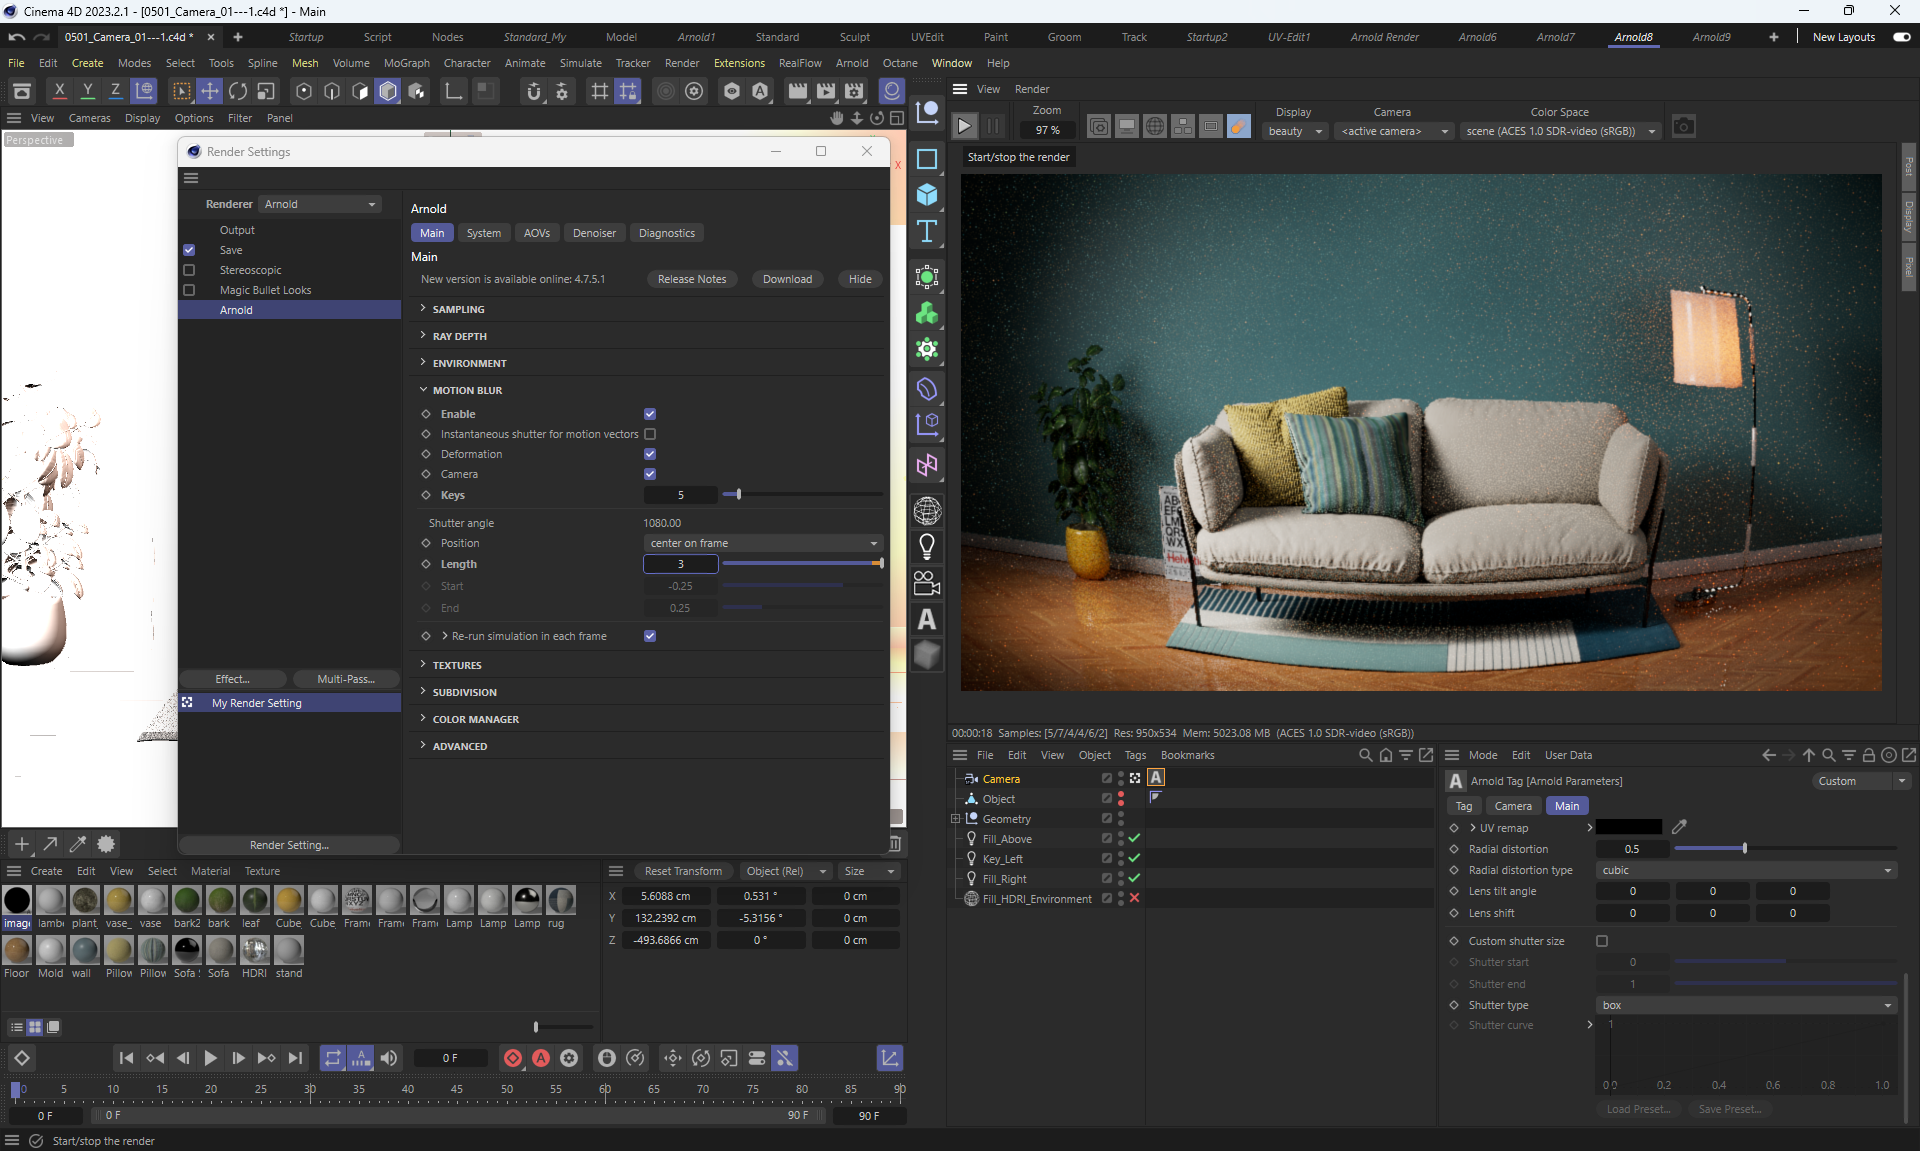 Cinema 4D 2023.2.1 - [0501_Camera_01---1.c4d *] - Main
0501_Camera_01---1.c4d *
Startup Script Nodes Standard_My Model Arnold1 Standard Sculpt UVEdit Paint Groom Track Startup2 UV-Edit1 Arnold Render Arnold6 Arnold7 Arnold8 Arnold9 New Layouts
File Edit Create Modes Select Tools Spline Mesh Volume MoGraph Character Animate Simulate Tracker Render Extensions RealFlow Arnold Octane Window Help
X Y Z
View Cameras Display Options Filter Panel
Perspective
Render Settings
Renderer Arnold
Output
Save
Stereoscopic
Magic Bullet Looks
Arnold
Effect...
Multi-Pass...
My Render Setting
Render Setting...
Arnold
Main System AOVs Denoiser Diagnostics
Main
New version is available online: 4.7.5.1 Release Notes Download Hide
SAMPLING
RAY DEPTH
ENVIRONMENT
MOTION BLUR
Enable
Instantaneous shutter for motion vectors
Deformation
Camera
Keys 5
Shutter angle 1080.00
Position center on frame
Length 3
Start -0.25
End 0.25
Re-run simulation in each frame
TEXTURES
SUBDIVISION
COLOR MANAGER
ADVANCED
View Render
Zoom
97 %
Display
beauty
Camera
<active camera>
Color Space
scene (ACES 1.0 SDR-video (sRGB))
Start/stop the render
Post
Display
Pixel
00:00:18 Samples: [5/7/4/4/6/2] Res: 950x534 Mem: 5023.08 MB (ACES 1.0 SDR-video (sRGB))
File Edit View Object Tags Bookmarks
Camera
Object
Geometry
Fill_Above
Key_Left
Fill_Right
Fill_HDRI_Environment
Mode Edit User Data
Arnold Tag [Arnold Parameters]
Custom
Tag Camera Main
UV remap
Radial distortion 0.5
Radial distortion type cubic
Lens tilt angle 0 0 0
Lens shift 0 0 0
Custom shutter size
Shutter start 0
Shutter end 1
Shutter type box
Shutter curve
1
0.2 0.4 0.6 0.8 1.0
Load Preset... Save Preset...
Create Edit View Select Material Texture
imag lambe plant_ vase_ vase bark2 bark leaf Cube_ Cube_ Fram Fram Fram Lamp Lamp Lamp rug
Floor Mold wall Pillow Pillow Sofa Sofa HDRI stand
Reset Transform Object (Rel) Size
X 5.6088 cm 0.531 ° 0 cm
Y 132.2392 cm -5.3156 ° 0 cm
Z -493.6866 cm 0 ° 0 cm
0 F
0 5 10 15 20 25 30 35 40 45 50 55 60 65 70 75 80 85 90
0 F 0 F 90 F 90 F
Start/stop the render